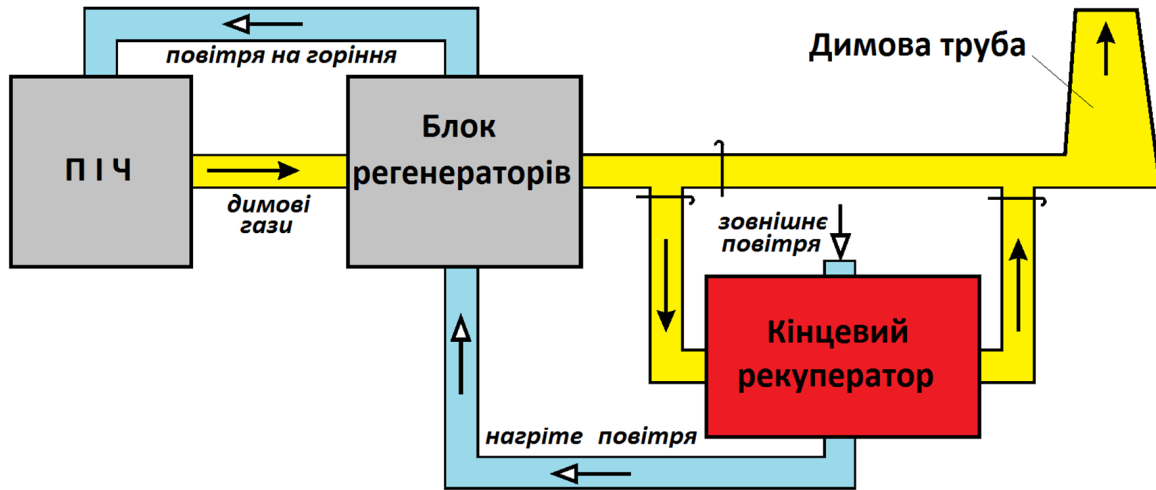 повітря на горіння
Димова труба
П І Ч
Блок
регенераторів
димові
гази
зовнішнє
повітря
Кінцевий
рекуператор
нагріте повітря